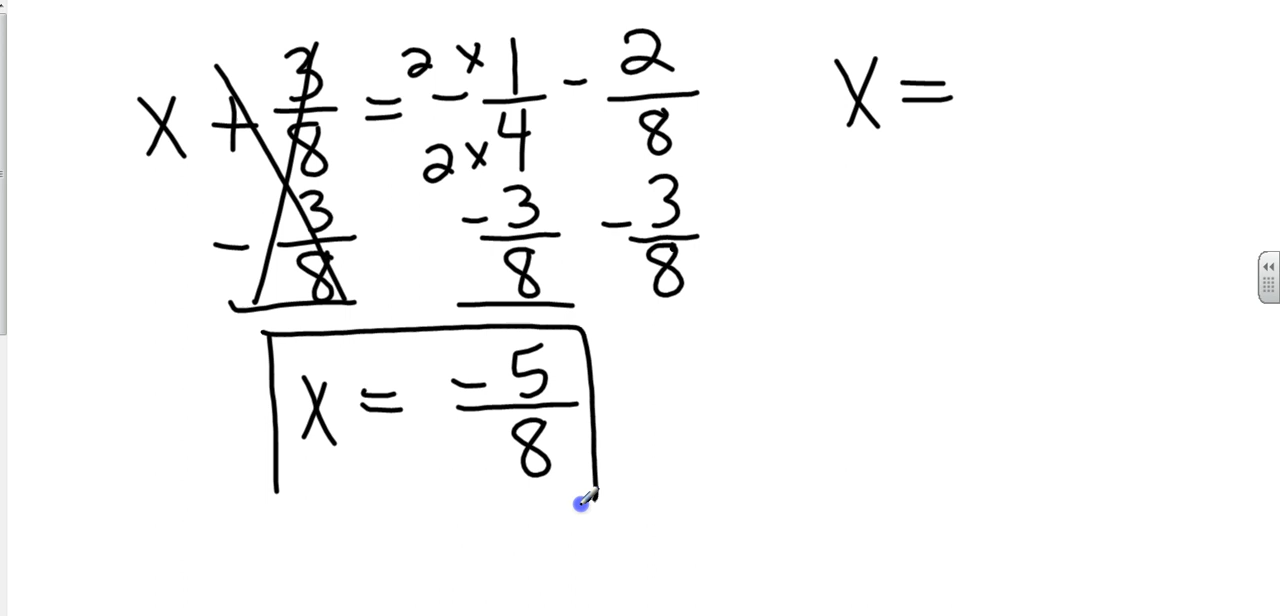 x + 3/8 = 2 × - 1/4 - 2/8 x =
2 ×
- 3/8 - 3/8 - 3/8
x = - 5/8